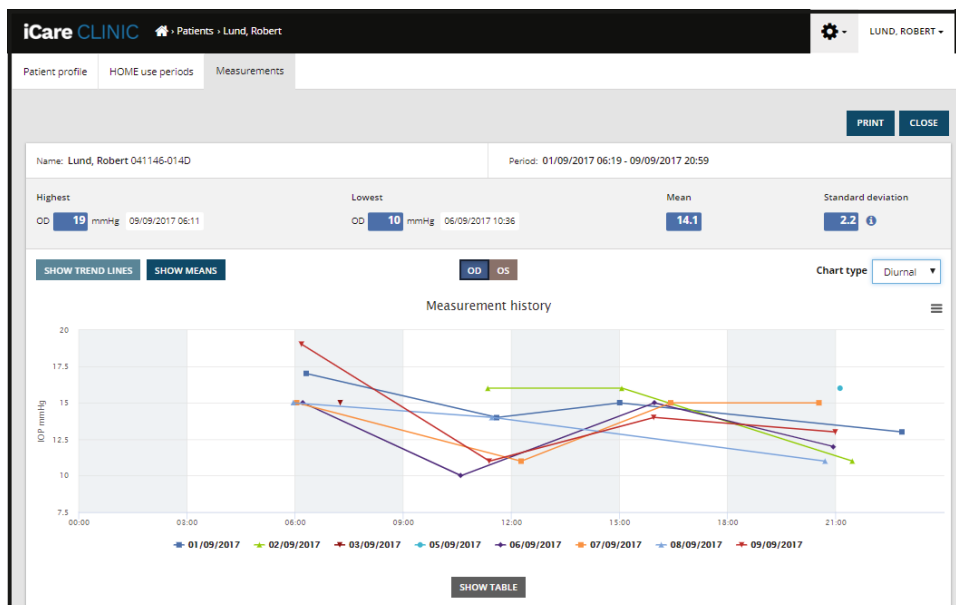 iCare CLINIC › Patients › Lund, Robert LUND, ROBERT
Patient profile HOME use periods Measurements
PRINT CLOSE
Name: Lund, Robert 041146-014D Period: 01/09/2017 06:19 - 09/09/2017 20:59
Highest Lowest Mean Standard deviation
OD 19 mmHg 09/09/2017 06:11 OD 10 mmHg 06/09/2017 10:36 14.1 2.2 i
SHOW TREND LINES SHOW MEANS OD OS Chart type Diurnal
Measurement history
IOP mmHg
20
17.5
15
12.5
10
7.5
00:00 03:00 06:00 09:00 12:00 15:00 18:00 21:00
01/09/2017 02/09/2017 03/09/2017 05/09/2017 06/09/2017 07/09/2017 08/09/2017 09/09/2017
SHOW TABLE